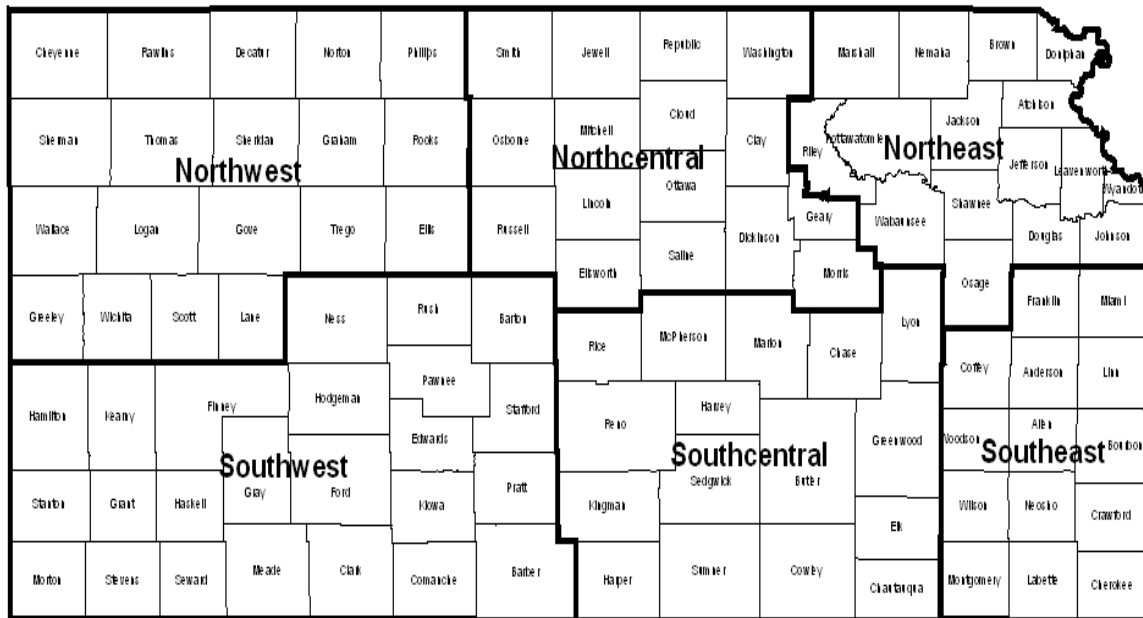 Cheyenne Rawlins Decatur Norton Phillips Smith Jewell Republic Washington Marshall Nemaha Brown Doniphan
Sherman Thomas Sheridan Graham Rooks Osborne Mitchell Cloud Clay Riley Pottawatomie Jackson Atchison
Northwest Northcentral Northeast
Jefferson Leavenworth Wyandotte
Lincoln Ottawa Geary Shawnee
Wallace Logan Gove Trego Ellis Russell Dickinson Wabaunsee Douglas Johnson
Ellsworth Saline Morris Osage
Greeley Wichita Scott Lane Ness Rush Barton Rice McPherson Marion Chase Lyon Franklin Miami
Hamilton Kearny Finney Hodgeman Pawnee Stafford Reno Harvey Coffey Anderson Linn
Edwards Greenwood Woodson Allen Bourbon
Southwest Southcentral Southeast
Stanton Grant Haskell Gray Ford Kiowa Pratt Kingman Sedgwick Butler Elk Wilson Neosho Crawford
Morton Stevens Seward Meade Clark Comanche Barber Harper Sumner Cowley Chautauqua Montgomery Labette Cherokee